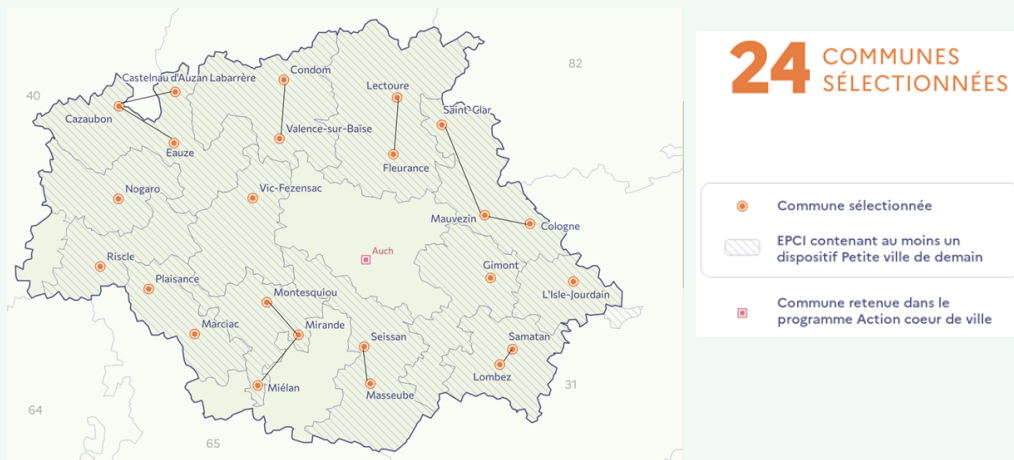 82
40
64
65
31
Castelnau d'Auzan Labarrère
Condom
Lectoure
Cazaubon
Saint-Clar
Valence-sur-Baïse
Eauze
Fleurance
Nogaro
Vic-Fezensac
Mauvezin
Cologne
Auch
Riscle
Gimont
Plaisance
Montesquiou
L'Isle-Jourdain
Marciac
Mirande
Seissan
Samatan
Miélan
Lombez
Masseube
24 COMMUNES
SÉLECTIONNÉES
Commune sélectionnée
EPCI contenant au moins un
dispositif Petite ville de demain
Commune retenue dans le
programme Action coeur de ville